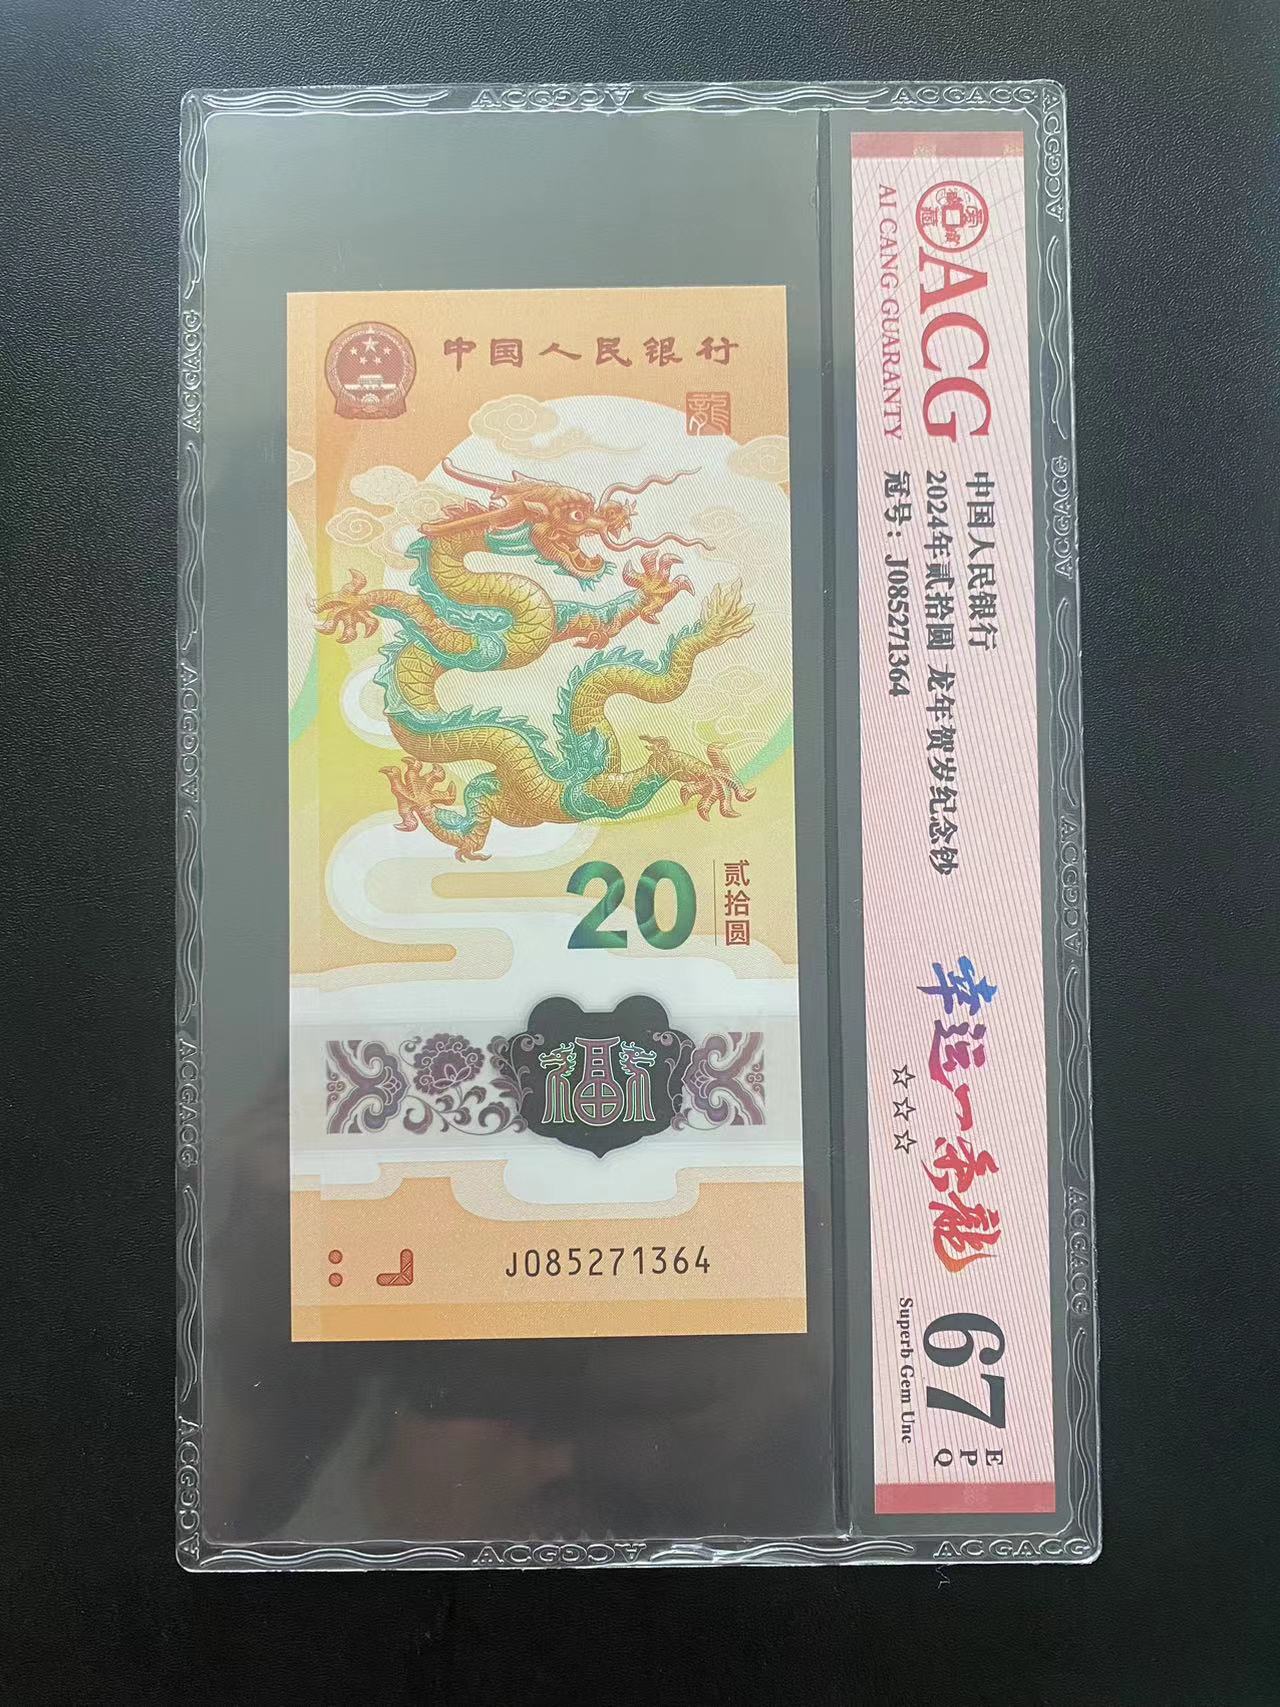 中国人民银行
龍
20
贰拾圆
福
J085271364
ACG
AI CANG GUARANTY
中国人民银行
2024年贰拾圆 龙年贺岁纪念钞
冠号：J085271364
幸运一条龙
☆☆☆
67 EPQ
Superb Gem Unc